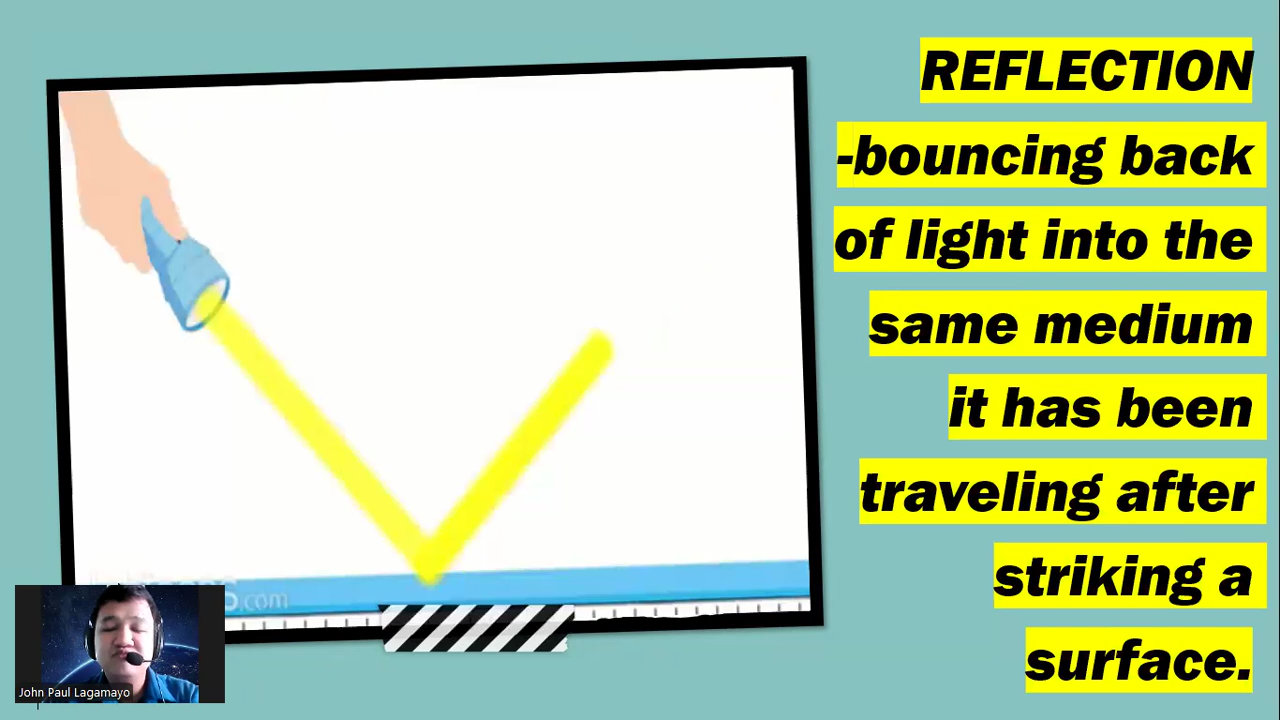 REFLECTION
-bouncing back
of light into the
same medium
it has been
traveling after
striking a
surface.
.com
John Paul Lagamayo